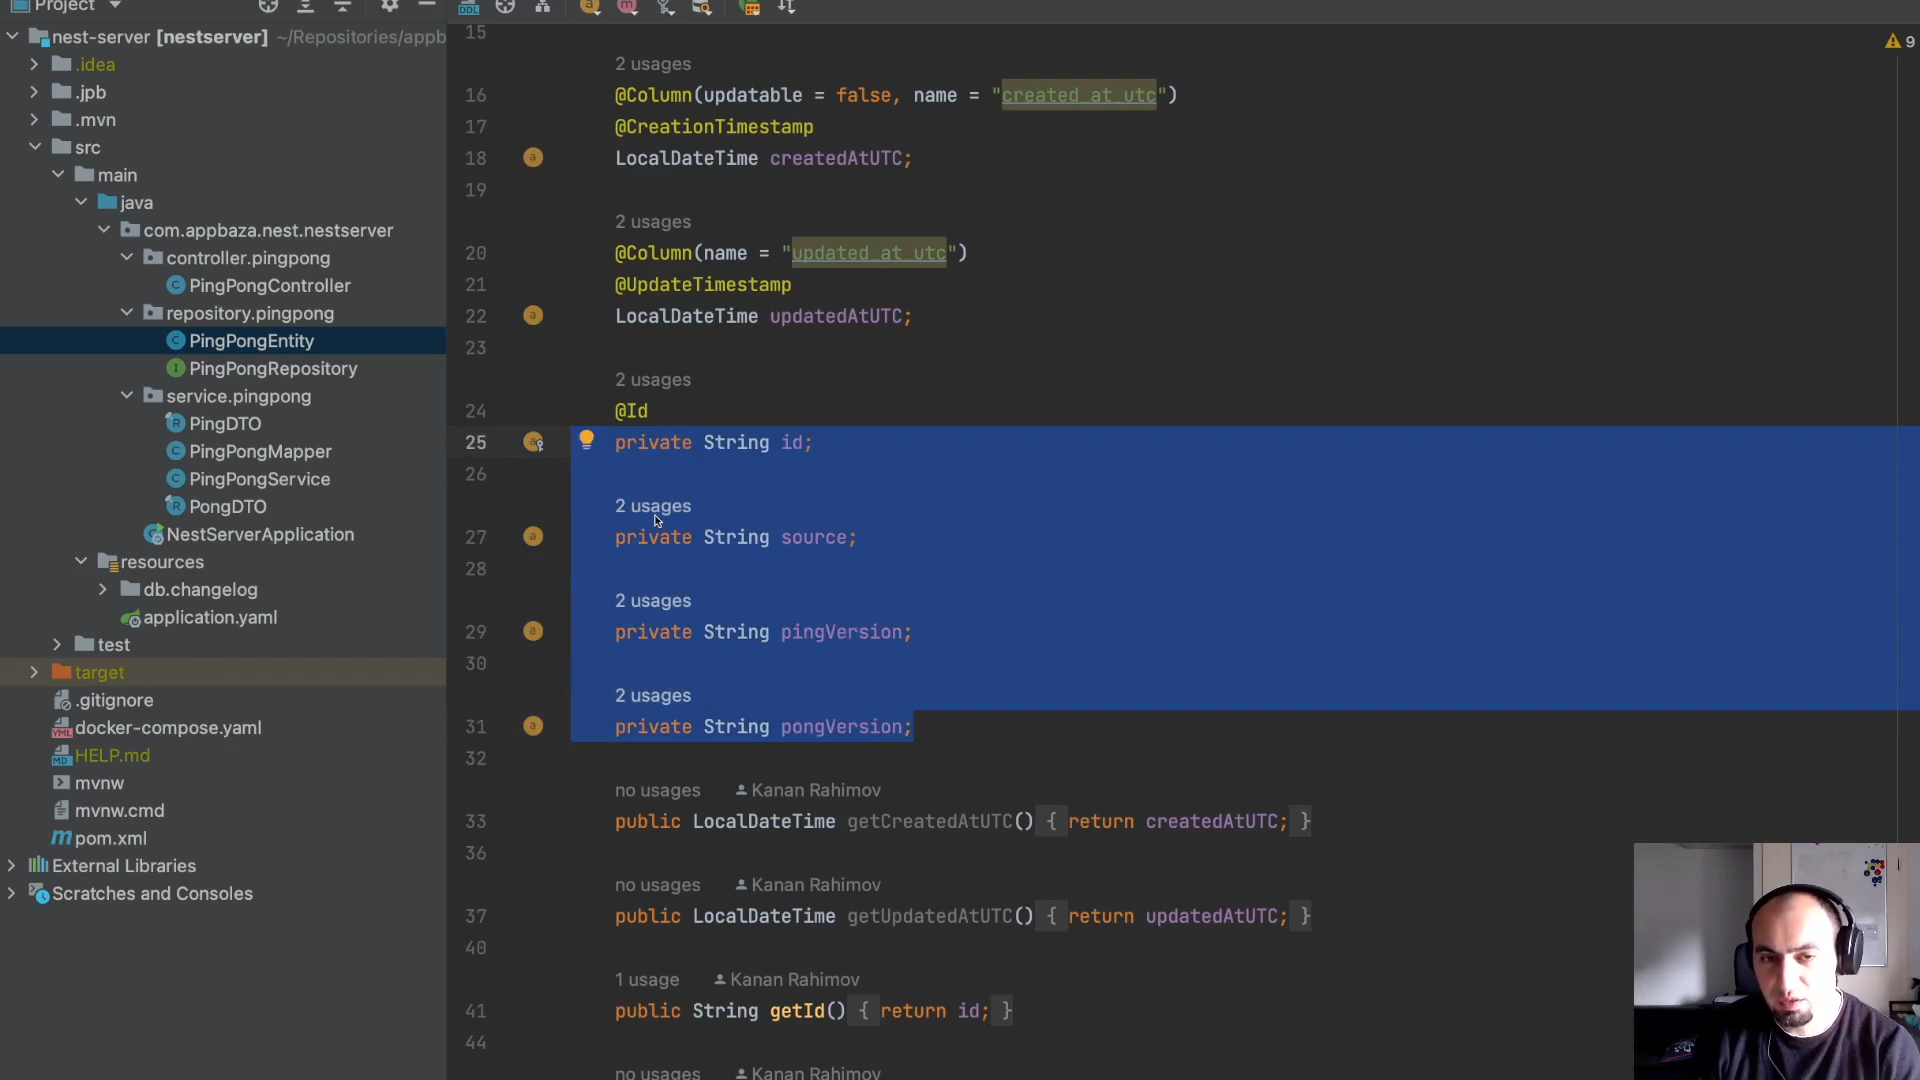 Project
nest-server [nestserver] ~/Repositories/appb
.idea
.jpb
.mvn
src
main
java
com.appbaza.nest.nestserver
controller.pingpong
PingPongController
repository.pingpong
PingPongEntity
PingPongRepository
service.pingpong
PingDTO
PingPongMapper
PingPongService
PongDTO
NestServerApplication
resources
db.changelog
application.yaml
test
target
.gitignore
docker-compose.yaml
HELP.md
mvnw
mvnw.cmd
pom.xml
External Libraries
Scratches and Consoles
DDL
9
15
2 usages
16 @Column(updatable = false, name = "created_at_utc")
17 @CreationTimestamp
18 LocalDateTime createdAtUTC;
19
2 usages
20 @Column(name = "updated_at_utc")
21 @UpdateTimestamp
22 LocalDateTime updatedAtUTC;
23
2 usages
24 @Id
25 private String id;
26
2 usages
27 private String source;
28
2 usages
29 private String pingVersion;
30
2 usages
31 private String pongVersion;
32
no usages Kanan Rahimov
33 public LocalDateTime getCreatedAtUTC() { return createdAtUTC; }
36
no usages Kanan Rahimov
37 public LocalDateTime getUpdatedAtUTC() { return updatedAtUTC; }
40
1 usage Kanan Rahimov
41 public String getId() { return id; }
44
no usages Kanan Rahimov